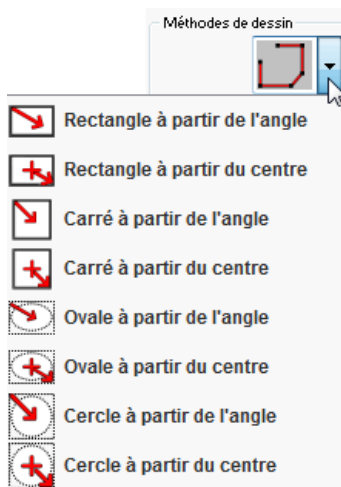 Méthodes de dessin
Rectangle à partir de l'angle
Rectangle à partir du centre
Carré à partir de l'angle
Carré à partir du centre
Ovale à partir de l'angle
Ovale à partir du centre
Cercle à partir de l'angle
Cercle à partir du centre